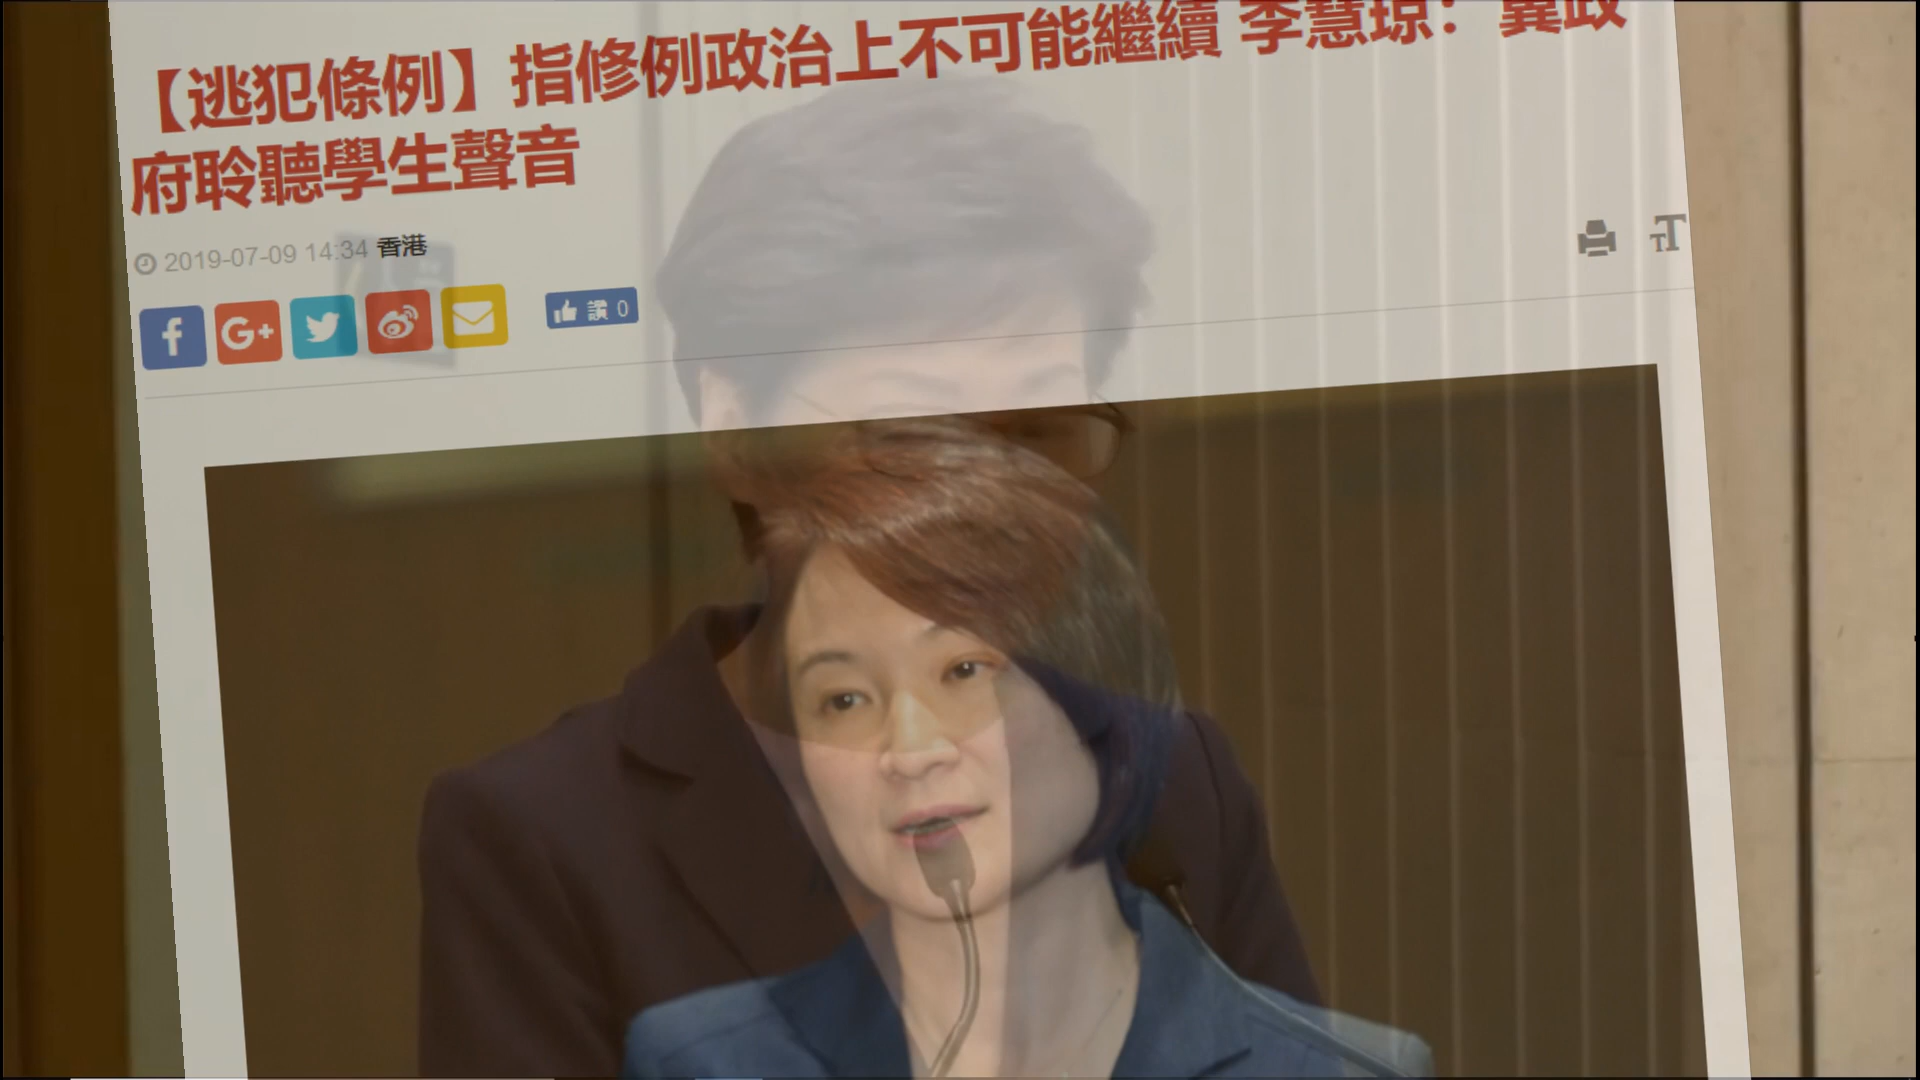 【逃犯條例】指修例政治上不可能繼續 李慧琼：冀政
府聆聽學生聲音
2019-07-09 14:34 香港
讚 0